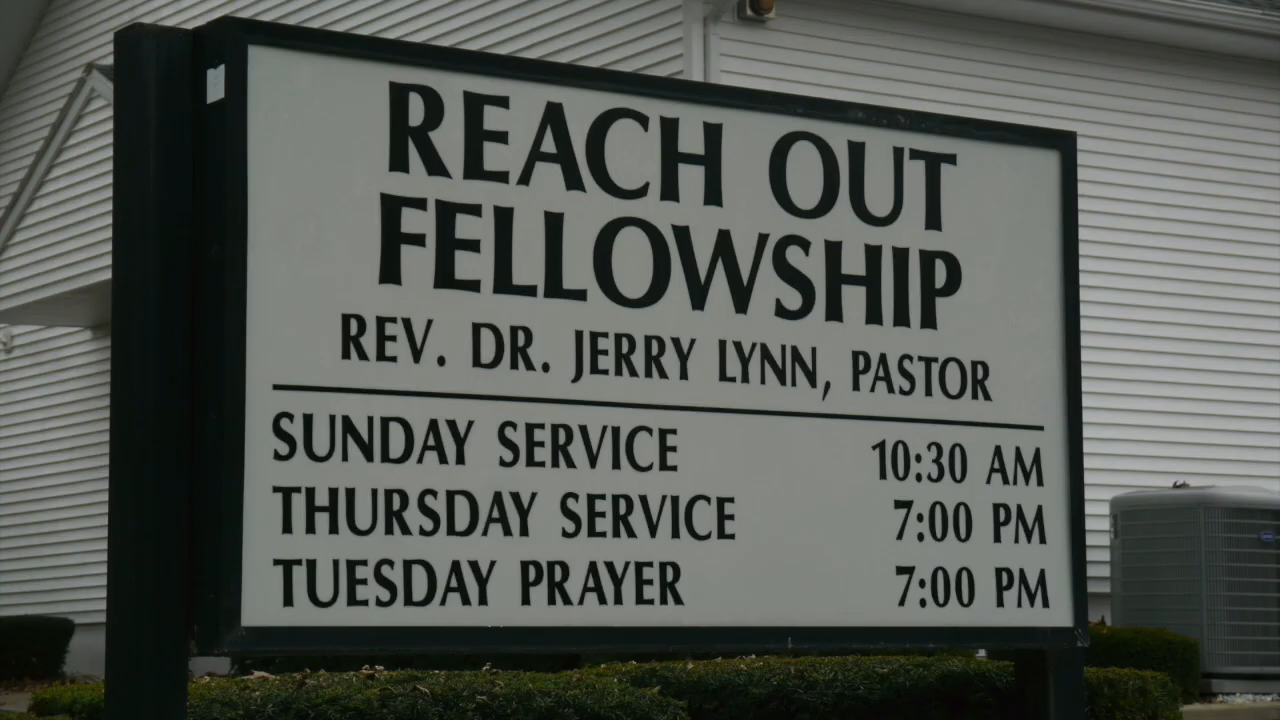 REACH OUT
FELLOWSHIP
REV. DR. JERRY LYNN, PASTOR
SUNDAY SERVICE 10:30 AM
THURSDAY SERVICE 7:00 PM
TUESDAY PRAYER 7:00 PM